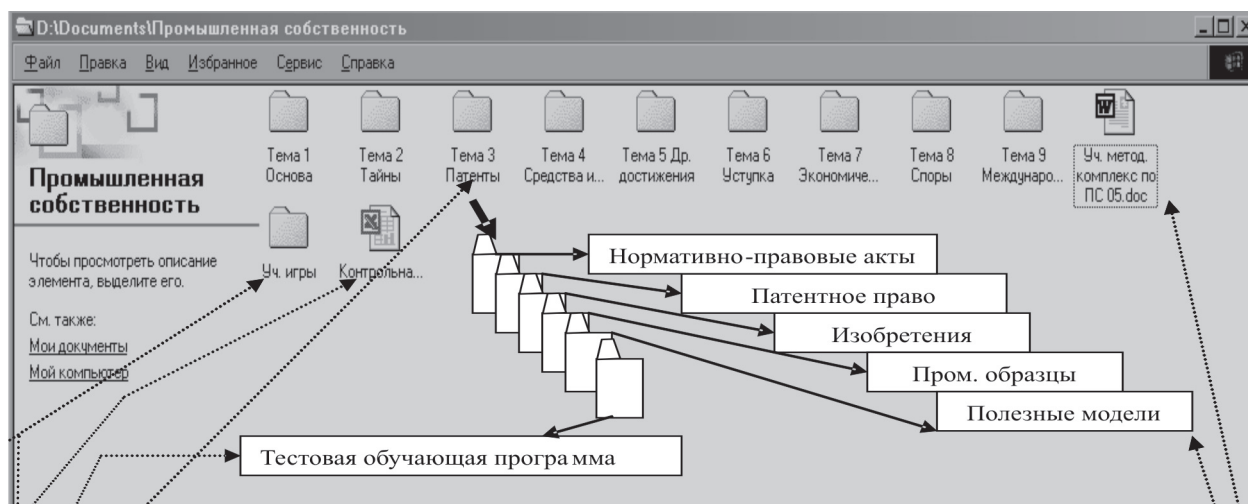 D:\Documents\Промышленная собственность
Файл Правка Вид Избранное Сервис Справка
Тема 1
Основа
Тема 2
Тайны
Тема 3
Патенты
Тема 4
Средства и...
Тема 5 Др.
достижения
Тема 6
Уступка
Тема 7
Экономиче...
Тема 8
Споры
Тема 9
Междунаро...
Уч. метод.
комплекс по
ПС 05.doc
Промышленная
собственность
Чтобы просмотреть описание
элемента, выделите его.
См. также:
Мои документы
Мой компьютер
Уч. игры
Контрольна...
Нормативно-правовые акты
Патентное право
Изобретения
Пром. образцы
Полезные модели
Тестовая обучающая програ мма